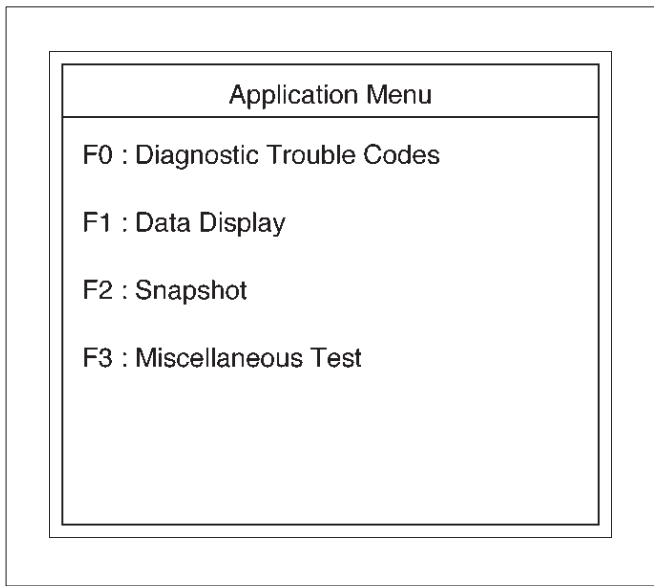 Application Menu
F0 : Diagnostic Trouble Codes
F1 : Data Display
F2 : Snapshot
F3 : Miscellaneous Test